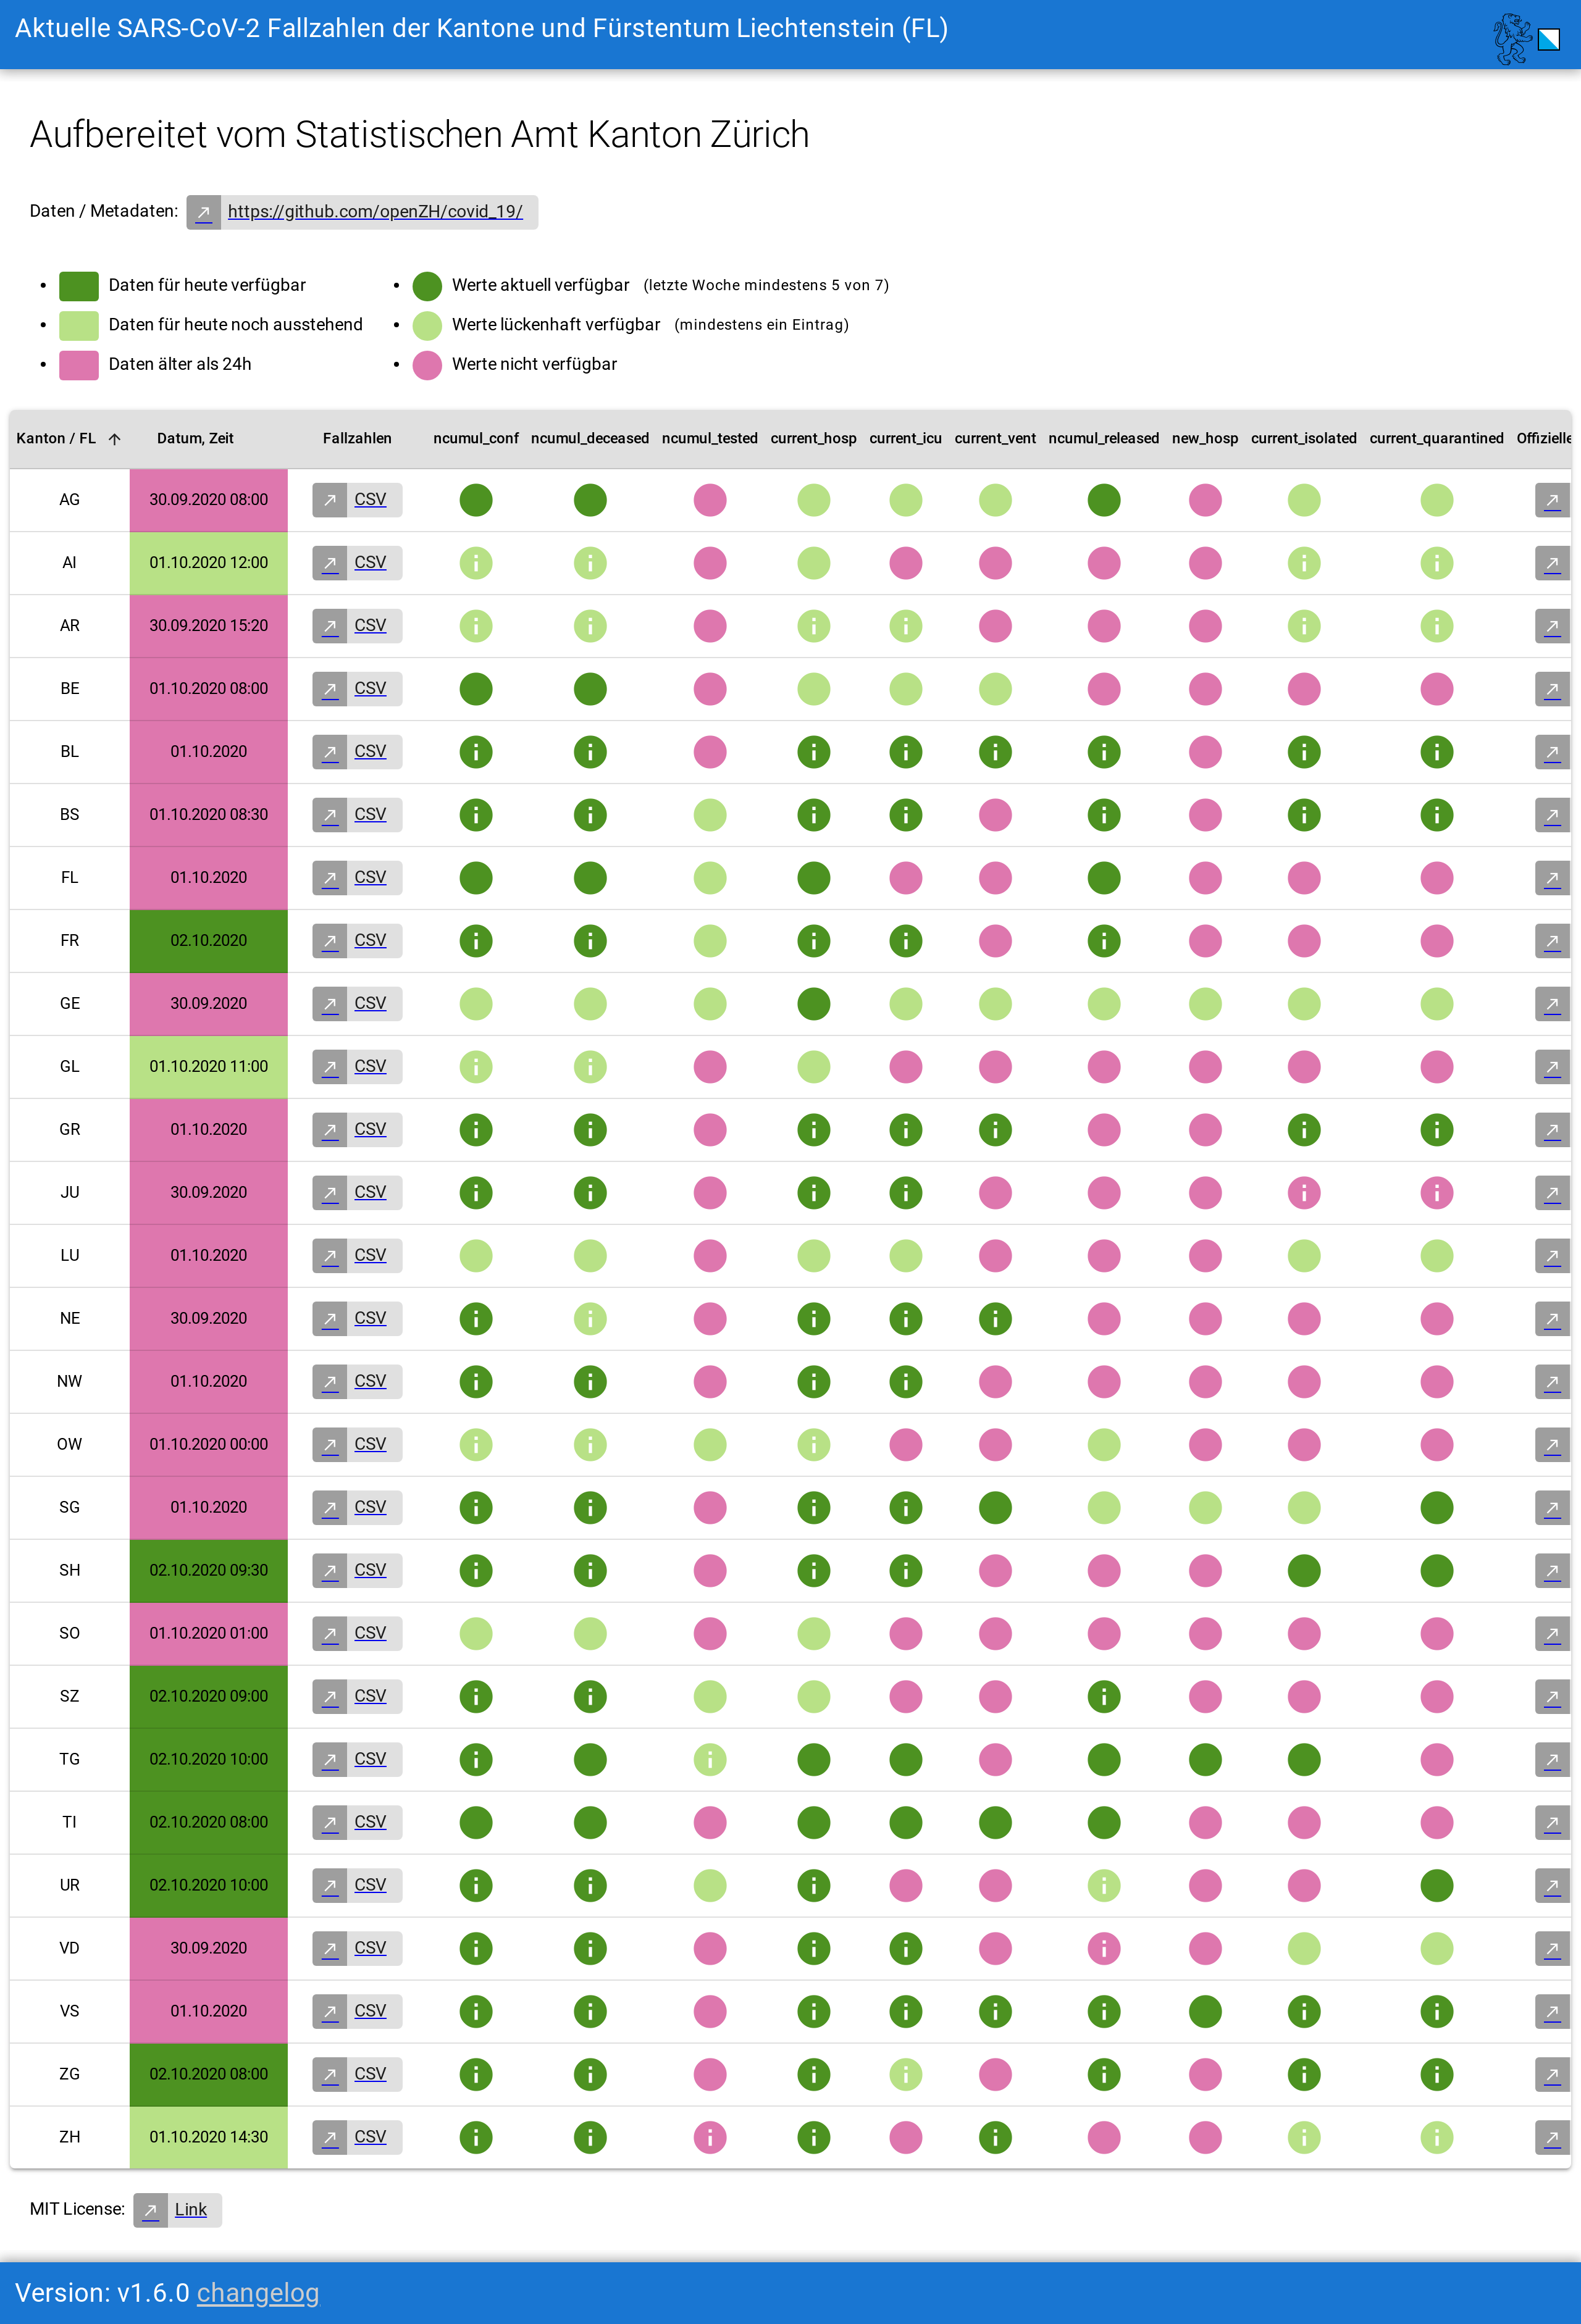 Aktuelle SARS-CoV-2 Fallzahlen der Kantone und Fürstentum Liechtenstein (FL)
Aufbereitet vom Statistischen Amt Kanton Zürich
Daten / Metadaten: https://github.com/openZH/covid_19/
Daten für heute verfügbar
Daten für heute noch ausstehend
Daten älter als 24h
Werte aktuell verfügbar (letzte Woche mindestens 5 von 7)
Werte lückenhaft verfügbar (mindestens ein Eintrag)
Werte nicht verfügbar
Kanton / FL Datum, Zeit Fallzahlen ncumul_conf ncumul_deceased ncumul_tested current_hosp current_icu current_vent ncumul_released new_hosp current_isolated current_quarantined Offizielle
AG 30.09.2020 08:00 CSV
AI 01.10.2020 12:00 CSV
AR 30.09.2020 15:20 CSV
BE 01.10.2020 08:00 CSV
BL 01.10.2020 CSV
BS 01.10.2020 08:30 CSV
FL 01.10.2020 CSV
FR 02.10.2020 CSV
GE 30.09.2020 CSV
GL 01.10.2020 11:00 CSV
GR 01.10.2020 CSV
JU 30.09.2020 CSV
LU 01.10.2020 CSV
NE 30.09.2020 CSV
NW 01.10.2020 CSV
OW 01.10.2020 00:00 CSV
SG 01.10.2020 CSV
SH 02.10.2020 09:30 CSV
SO 01.10.2020 01:00 CSV
SZ 02.10.2020 09:00 CSV
TG 02.10.2020 10:00 CSV
TI 02.10.2020 08:00 CSV
UR 02.10.2020 10:00 CSV
VD 30.09.2020 CSV
VS 01.10.2020 CSV
ZG 02.10.2020 08:00 CSV
ZH 01.10.2020 14:30 CSV
MIT License: Link
Version: v1.6.0 changelog